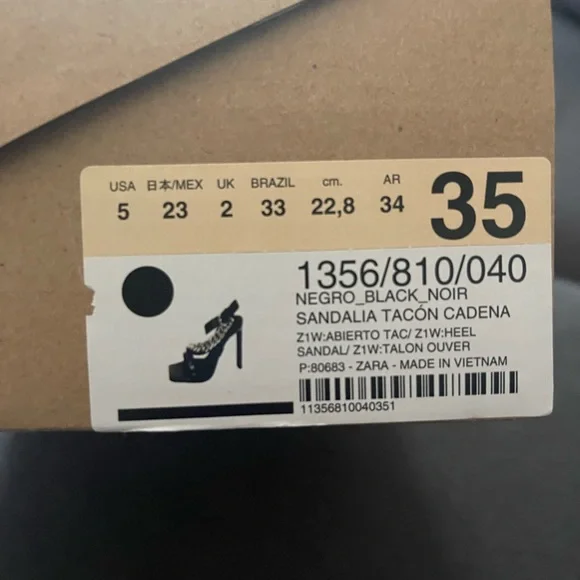 USA 日本/MEX UK BRAZIL cm. AR
5 23 2 33 22,8 34
35
1356/810/040
NEGRO_BLACK_NOIR
SANDALIA TACÓN CADENA
Z1W:ABIERTO TAC/ Z1W:HEEL
SANDAL/ Z1W:TALON OUVER
P:80683 - ZARA - MADE IN VIETNAM
11356810040351